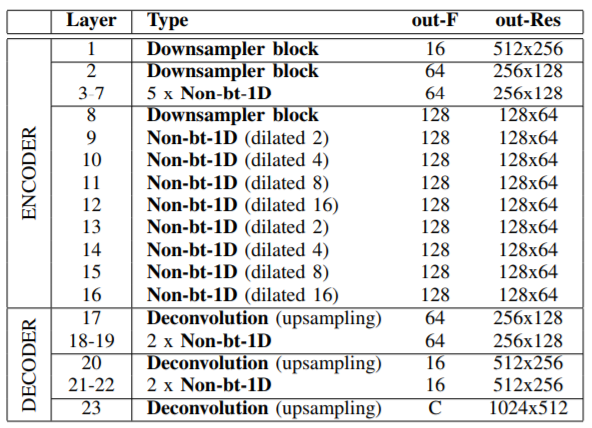 Layer Type out-F out-Res
ENCODER
1 Downsampler block 16 512x256
2 Downsampler block 64 256x128
3-7 5 x Non-bt-1D 64 256x128
8 Downsampler block 128 128x64
9 Non-bt-1D (dilated 2) 128 128x64
10 Non-bt-1D (dilated 4) 128 128x64
11 Non-bt-1D (dilated 8) 128 128x64
12 Non-bt-1D (dilated 16) 128 128x64
13 Non-bt-1D (dilated 2) 128 128x64
14 Non-bt-1D (dilated 4) 128 128x64
15 Non-bt-1D (dilated 8) 128 128x64
16 Non-bt-1D (dilated 16) 128 128x64
DECODER
17 Deconvolution (upsampling) 64 256x128
18-19 2 x Non-bt-1D 64 256x128
20 Deconvolution (upsampling) 16 512x256
21-22 2 x Non-bt-1D 16 512x256
23 Deconvolution (upsampling) C 1024x512